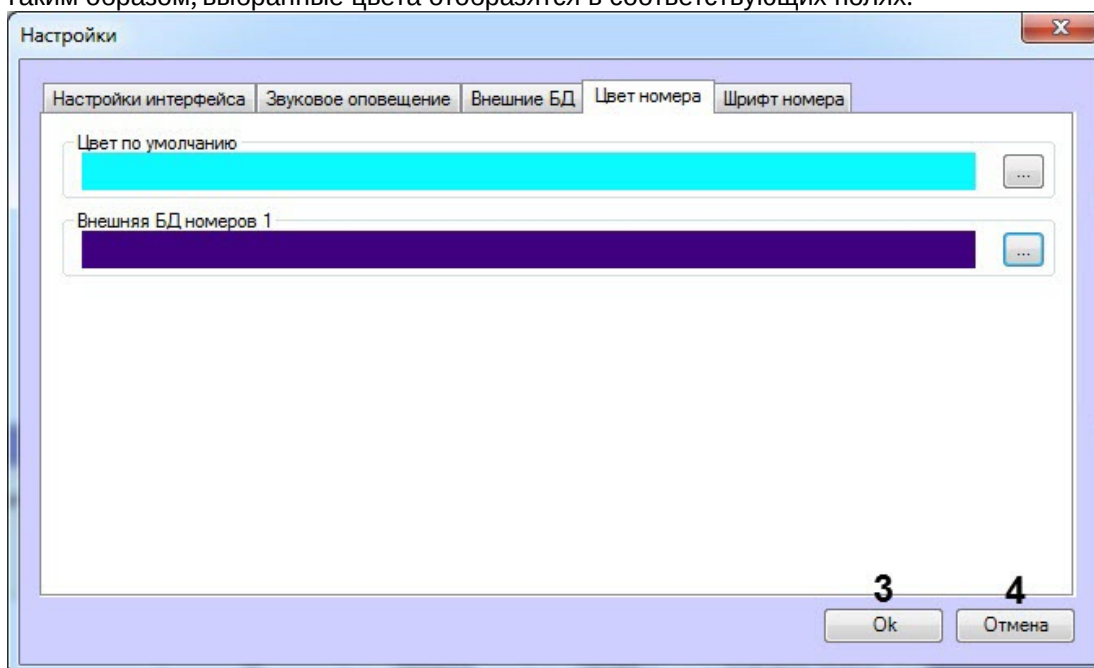 таким образом, выбранные цвета отобразятся в соответствующих полях.
Настройки
Настройки интерфейса Звуковое оповещение Внешние БД Цвет номера Шрифт номера
Цвет по умолчанию
...
Внешняя БД номеров 1
...
3 4
Ok Отмена